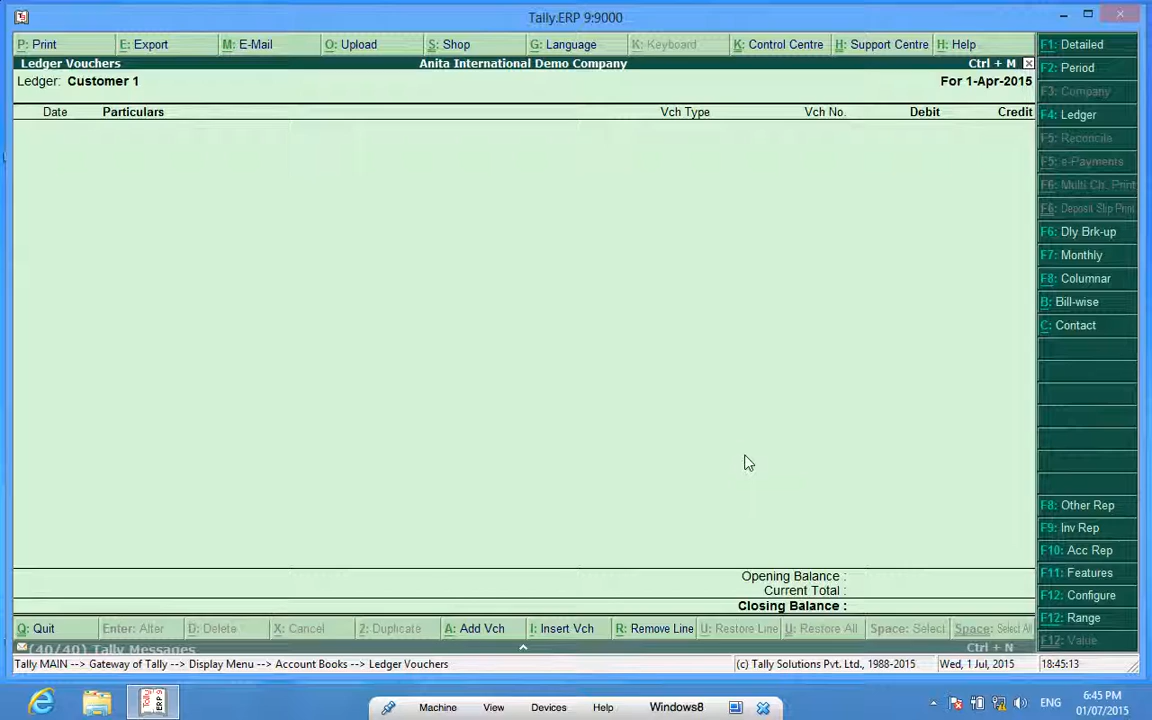 Tally.ERP 9:9000
P: Print E: Export M: E-Mail O: Upload S: Shop G: Language K: Keyboard K: Control Centre H: Support Centre H: Help
Ledger Vouchers Anita International Demo Company Ctrl + M
Ledger: Customer 1 For 1-Apr-2015
Date Particulars Vch Type Vch No. Debit Credit
F1: Detailed
F2: Period
F3: Company
F4: Ledger
F5: Reconcile
F5: e-Payments
F6: Multi Ch. Print
F6: Deposit Slip Print
F6: Dly Brk-up
F7: Monthly
F8: Columnar
B: Bill-wise
C: Contact
F8: Other Rep
F9: Inv Rep
F10: Acc Rep
F11: Features
F12: Configure
F12: Range
F12: Value
Opening Balance :
Current Total :
Closing Balance :
Q: Quit Enter: Alter D: Delete X: Cancel 2: Duplicate A: Add Vch I: Insert Vch R: Remove Line U: Restore Line U: Restore All Space: Select Space: Select All
(40/40) Tally Messages Ctrl + N
Tally MAIN --> Gateway of Tally --> Display Menu --> Account Books --> Ledger Vouchers (c) Tally Solutions Pvt. Ltd., 1988-2015 Wed, 1 Jul, 2015 18:45:13
Tally ERP 9
Machine View Devices Help Windows8
ENG
6:45 PM
01/07/2015